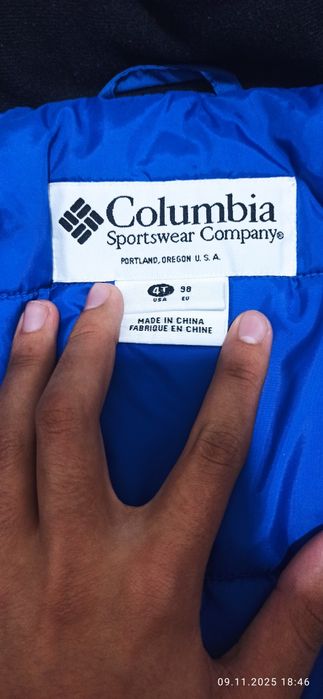 Columbia
Sportswear Company®
PORTLAND, OREGON U. S. A.
4T 98
USA EU
MADE IN CHINA
FABRIQUE EN CHINE
09.11.2025 18:46